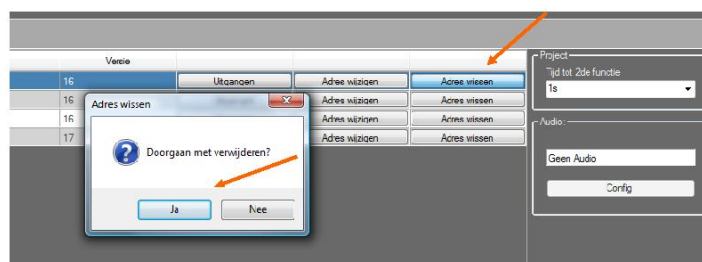 Versie
16 Uitgangen Adres wijzigen Adres wissen
16 Adres wijzigen Adres wissen
16 Adres wijzigen Adres wissen
17 Adres wijzigen Adres wissen
Adres wissen
Doorgaan met verwijderen?
Ja Nee
Project
Tijd tot 2de functie
1s
Audio:
Geen Audio
Config